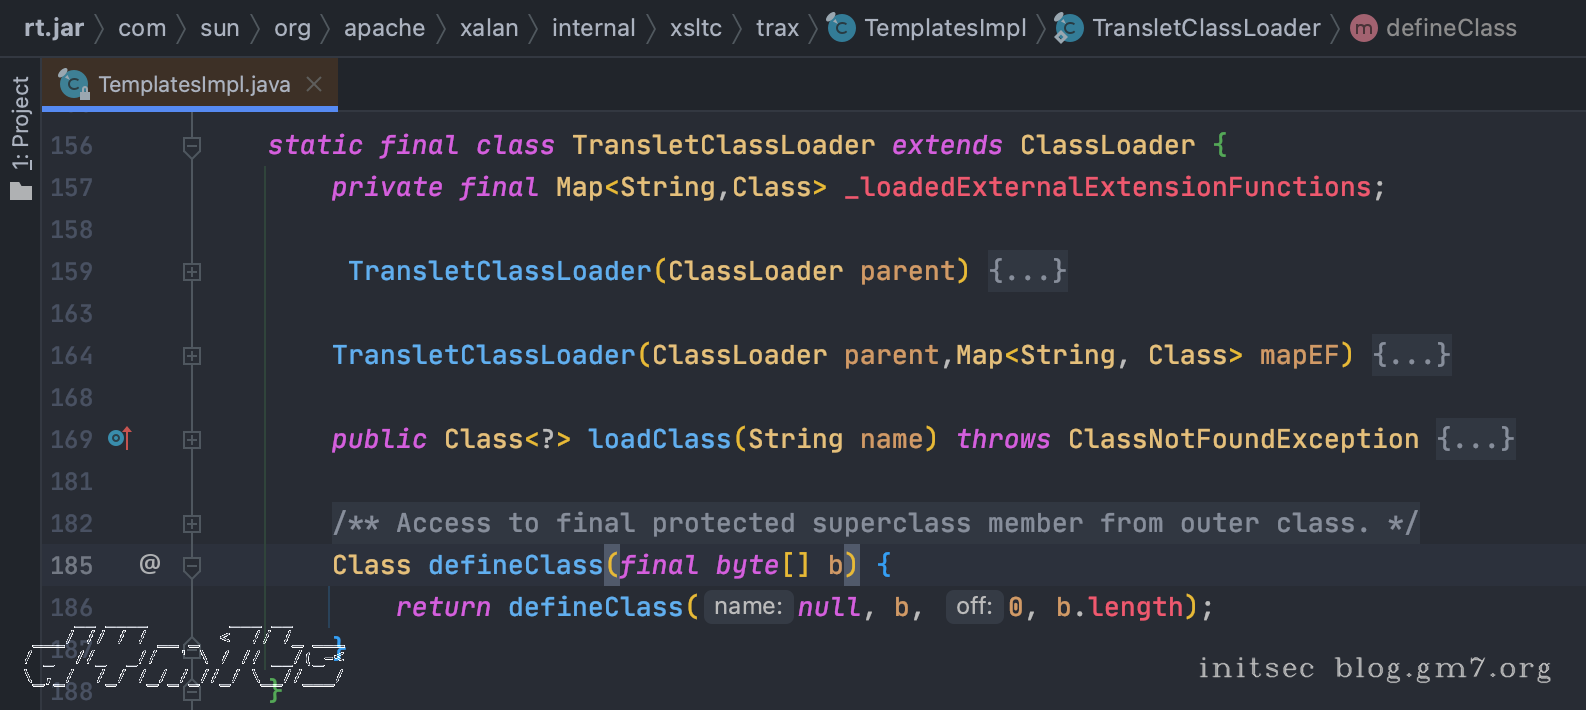 rt.jar com sun org apache xalan internal xsltc trax TemplatesImpl TransletClassLoader defineClass
1: Project
TemplatesImpl.java
156 static final class TransletClassLoader extends ClassLoader {
157 private final Map<String,Class> _loadedExternalExtensionFunctions;
158
159 TransletClassLoader(ClassLoader parent) {...}
163
164 TransletClassLoader(ClassLoader parent,Map<String, Class> mapEF) {...}
168
169 public Class<?> loadClass(String name) throws ClassNotFoundException {...}
181
182 /** Access to final protected superclass member from outer class. */
185 @ Class defineClass(final byte[] b) {
186 return defineClass( name: null, b, off: 0, b.length);
187 }
188 }
initsec blog.gm7.org